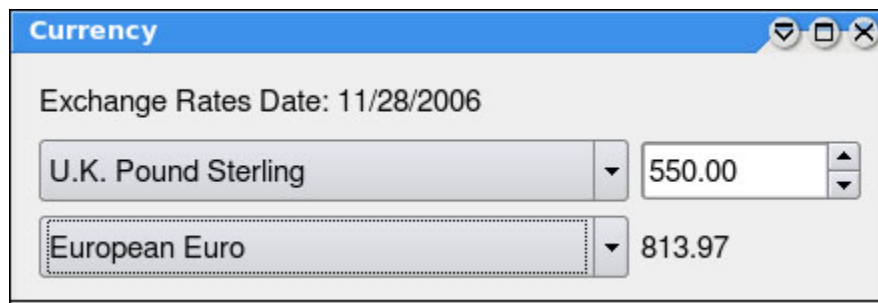 Currency
Exchange Rates Date: 11/28/2006
U.K. Pound Sterling 550.00
European Euro 813.97